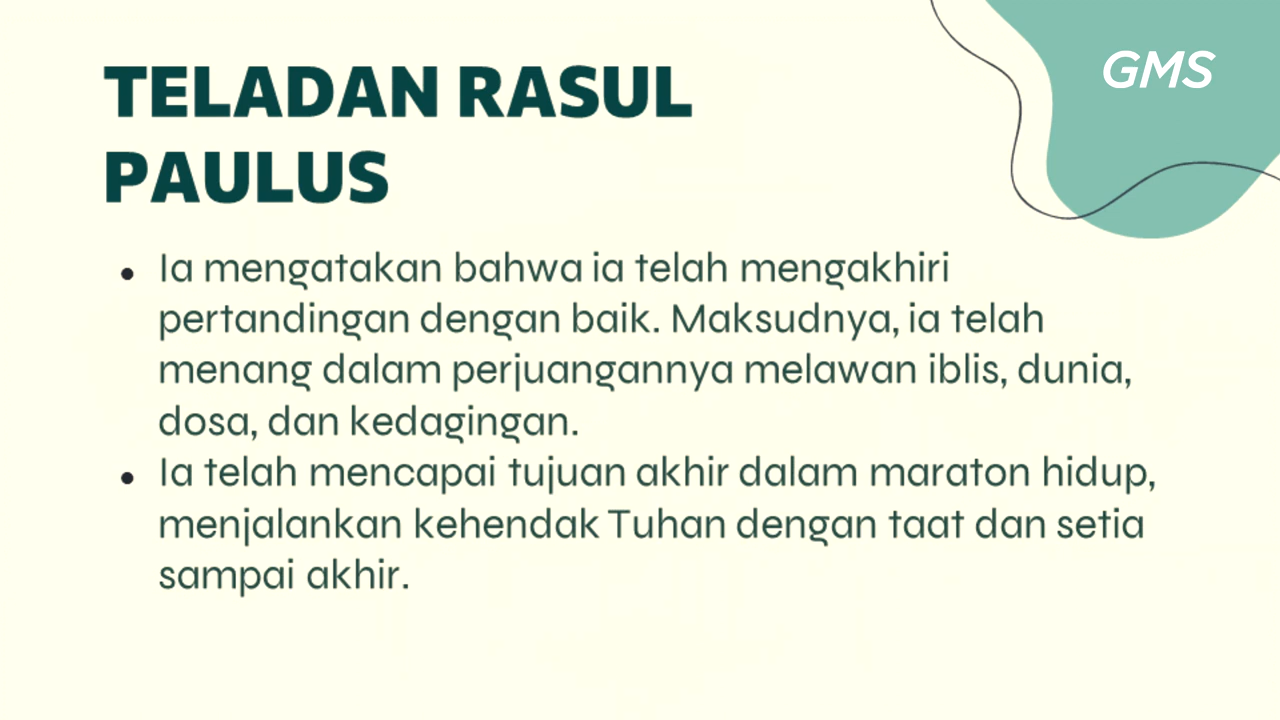 GMS
TELADAN RASUL
PAULUS
• Ia mengatakan bahwa ia telah mengakhiri
pertandingan dengan baik. Maksudnya, ia telah
menang dalam perjuangannya melawan iblis, dunia,
dosa, dan kedagingan.
• Ia telah mencapai tujuan akhir dalam maraton hidup,
menjalankan kehendak Tuhan dengan taat dan setia
sampai akhir.